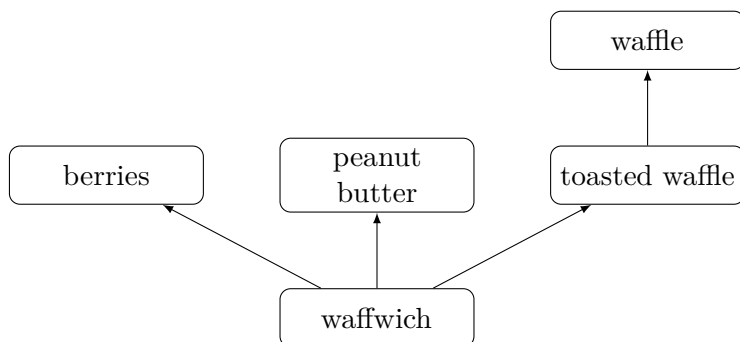 waffle
berries
peanut
butter
toasted waffle
waffwich